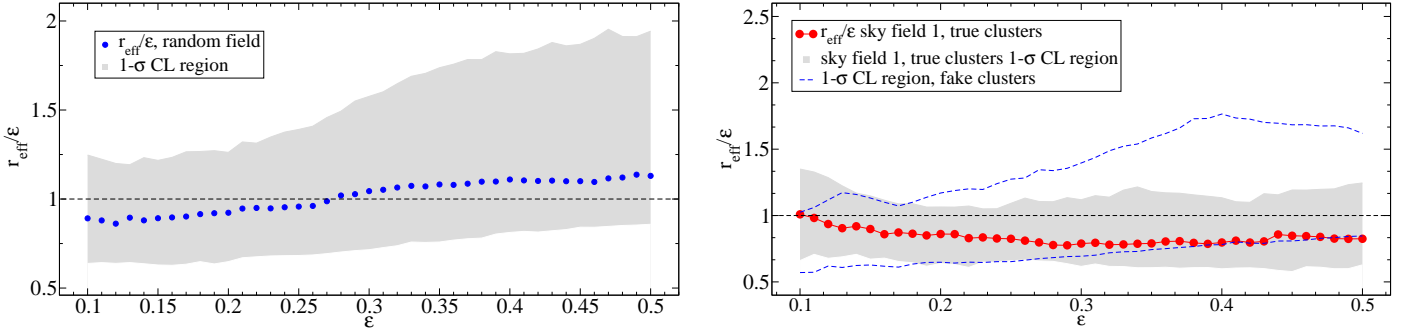 2
1.5
1
0.5
r_eff/ε
r_eff/ε, random field
1-σ CL region
0.1 0.15 0.2 0.25 0.3 0.35 0.4 0.45 0.5
ε
2.5
2
1.5
1
0.5
r_eff/ε
r_eff/ε sky field 1, true clusters
sky field 1, true clusters 1-σ CL region
1-σ CL region, fake clusters
0.1 0.2 0.3 0.4 0.5
ε